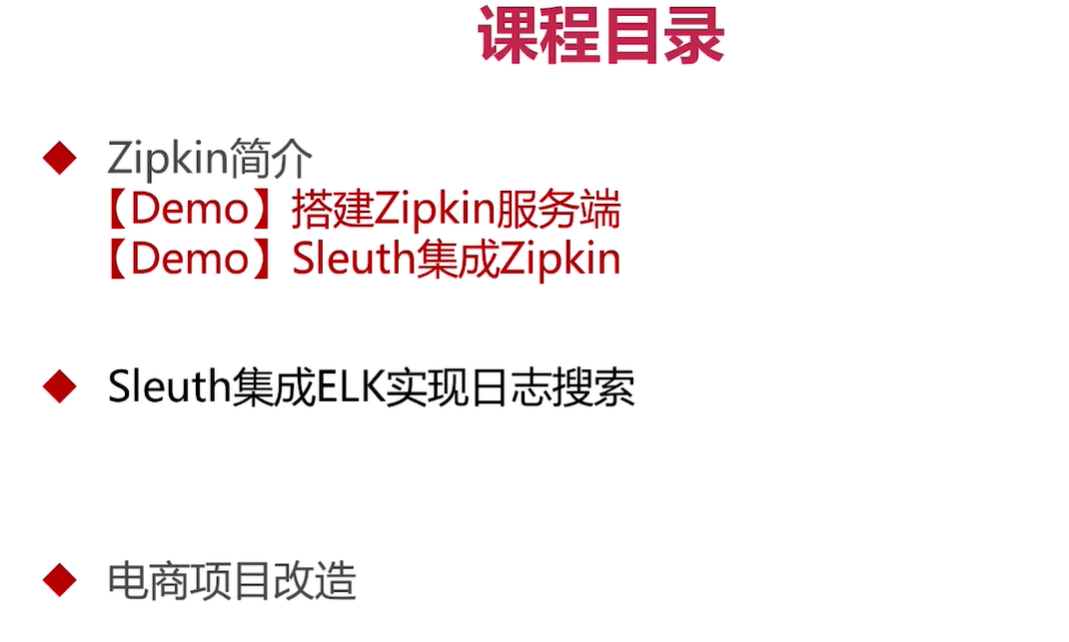 课程目录
Zipkin简介
【Demo】搭建Zipkin服务端
【Demo】Sleuth集成Zipkin
Sleuth集成ELK实现日志搜索
电商项目改造